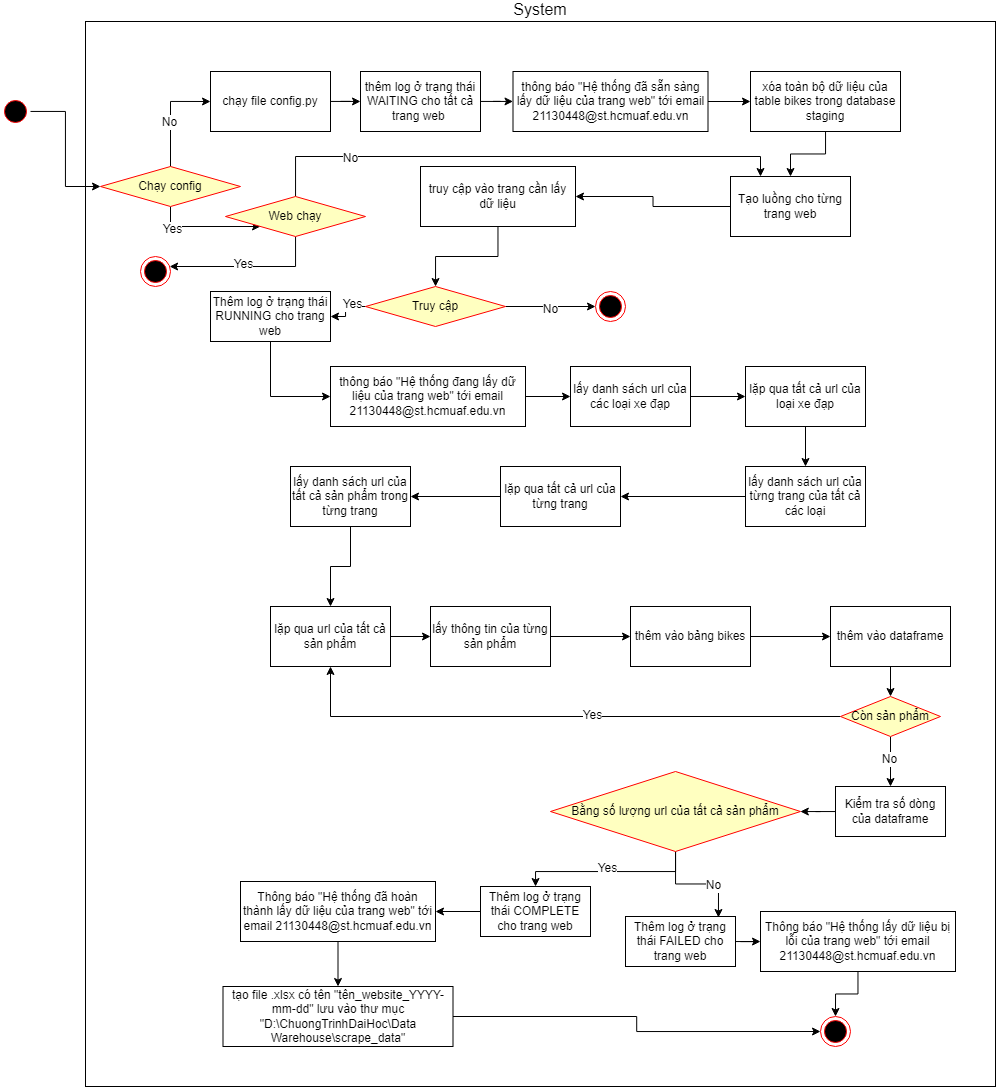 System
chạy file config.py
thêm log ở trạng thái
WAITING cho tất cả
trang web
thông báo "Hệ thống đã sẵn sàng
lấy dữ liệu của trang web" tới email
21130448@st.hcmuaf.edu.vn
xóa toàn bộ dữ liệu của
table bikes trong database
staging
No
Chạy config
Yes
No
Web chạy
Yes
truy cập vào trang cần lấy
dữ liệu
Tạo luồng cho từng
trang web
Thêm log ở trạng thái
RUNNING cho trang
web
Yes
Truy cập
No
thông báo "Hệ thống đang lấy dữ
liệu của trang web" tới email
21130448@st.hcmuaf.edu.vn
lấy danh sách url của
các loại xe đạp
lặp qua tất cả url của
loại xe đạp
lấy danh sách url của
tất cả sản phẩm trong
từng trang
lặp qua tất cả url của
từng trang
lấy danh sách url của
từng trang của tất cả
các loại
lặp qua url của tất cả
sản phẩm
lấy thông tin của từng
sản phẩm
thêm vào bảng bikes
thêm vào dataframe
Yes
Còn sản phẩm
No
Bằng số lượng url của tất cả sản phẩm
Kiểm tra số dòng
của dataframe
Yes
No
Thông báo "Hệ thống đã hoàn
thành lấy dữ liệu của trang web" tới
email 21130448@st.hcmuaf.edu.vn
Thêm log ở trạng
thái COMPLETE
cho trang web
Thêm log ở trạng
thái FAILED cho
trang web
Thông báo "Hệ thống lấy dữ liệu bị
lỗi của trang web" tới email
21130448@st.hcmuaf.edu.vn
tạo file .xlsx có tên "tên_website_YYYY-
mm-dd" lưu vào thư mục
"D:\ChuongTrinhDaiHoc\Data
Warehouse\scrape_data"